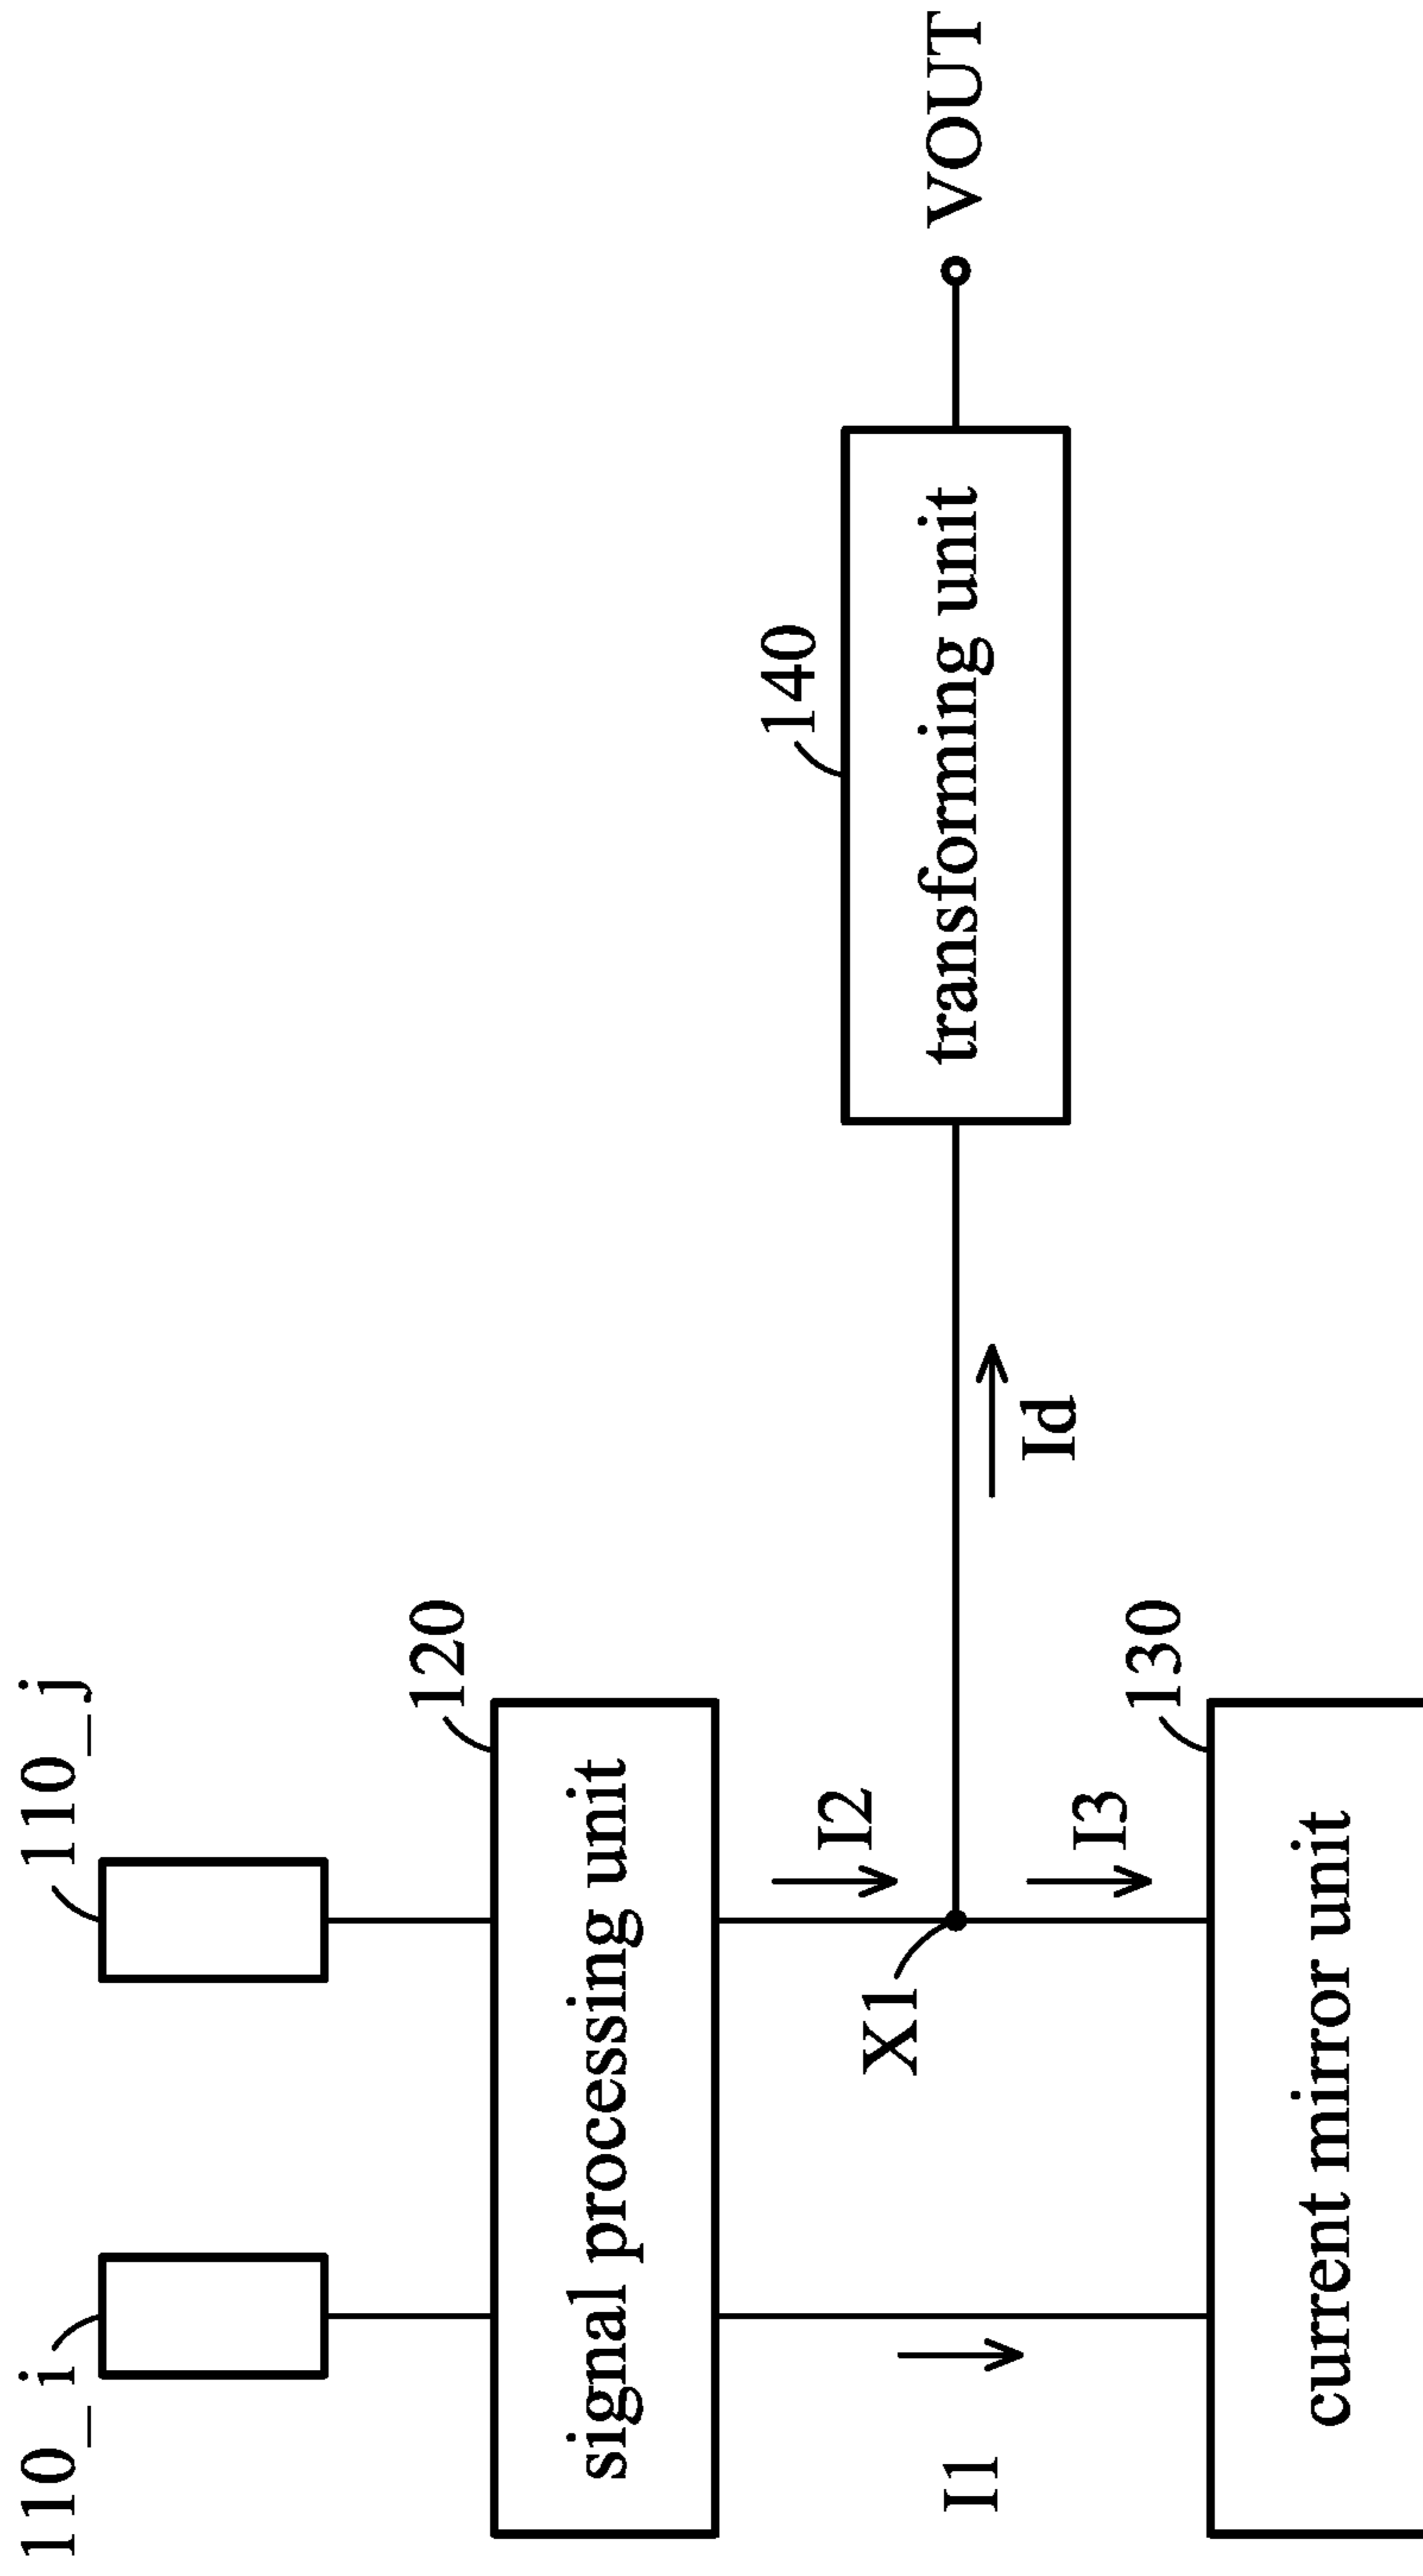 110_i
110_j
120
signal processing unit
I2
X1
I1
I3
Id
140
transforming unit
VOUT
130
current mirror unit